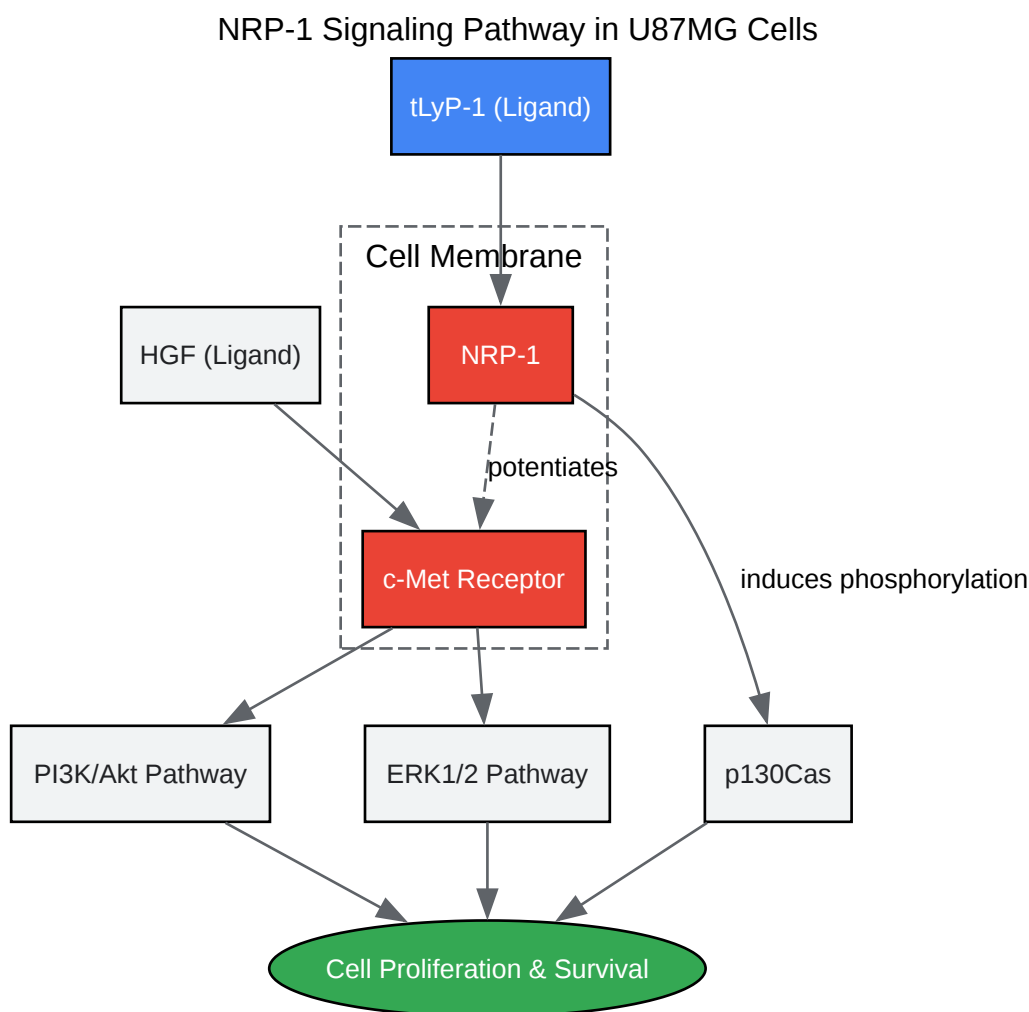 NRP-1 Signaling Pathway in U87MG Cells
tLyP-1 (Ligand)
Cell Membrane
HGF (Ligand)
NRP-1
potentiates
c-Met Receptor
induces phosphorylation
PI3K/Akt Pathway
ERK1/2 Pathway
p130Cas
Cell Proliferation & Survival